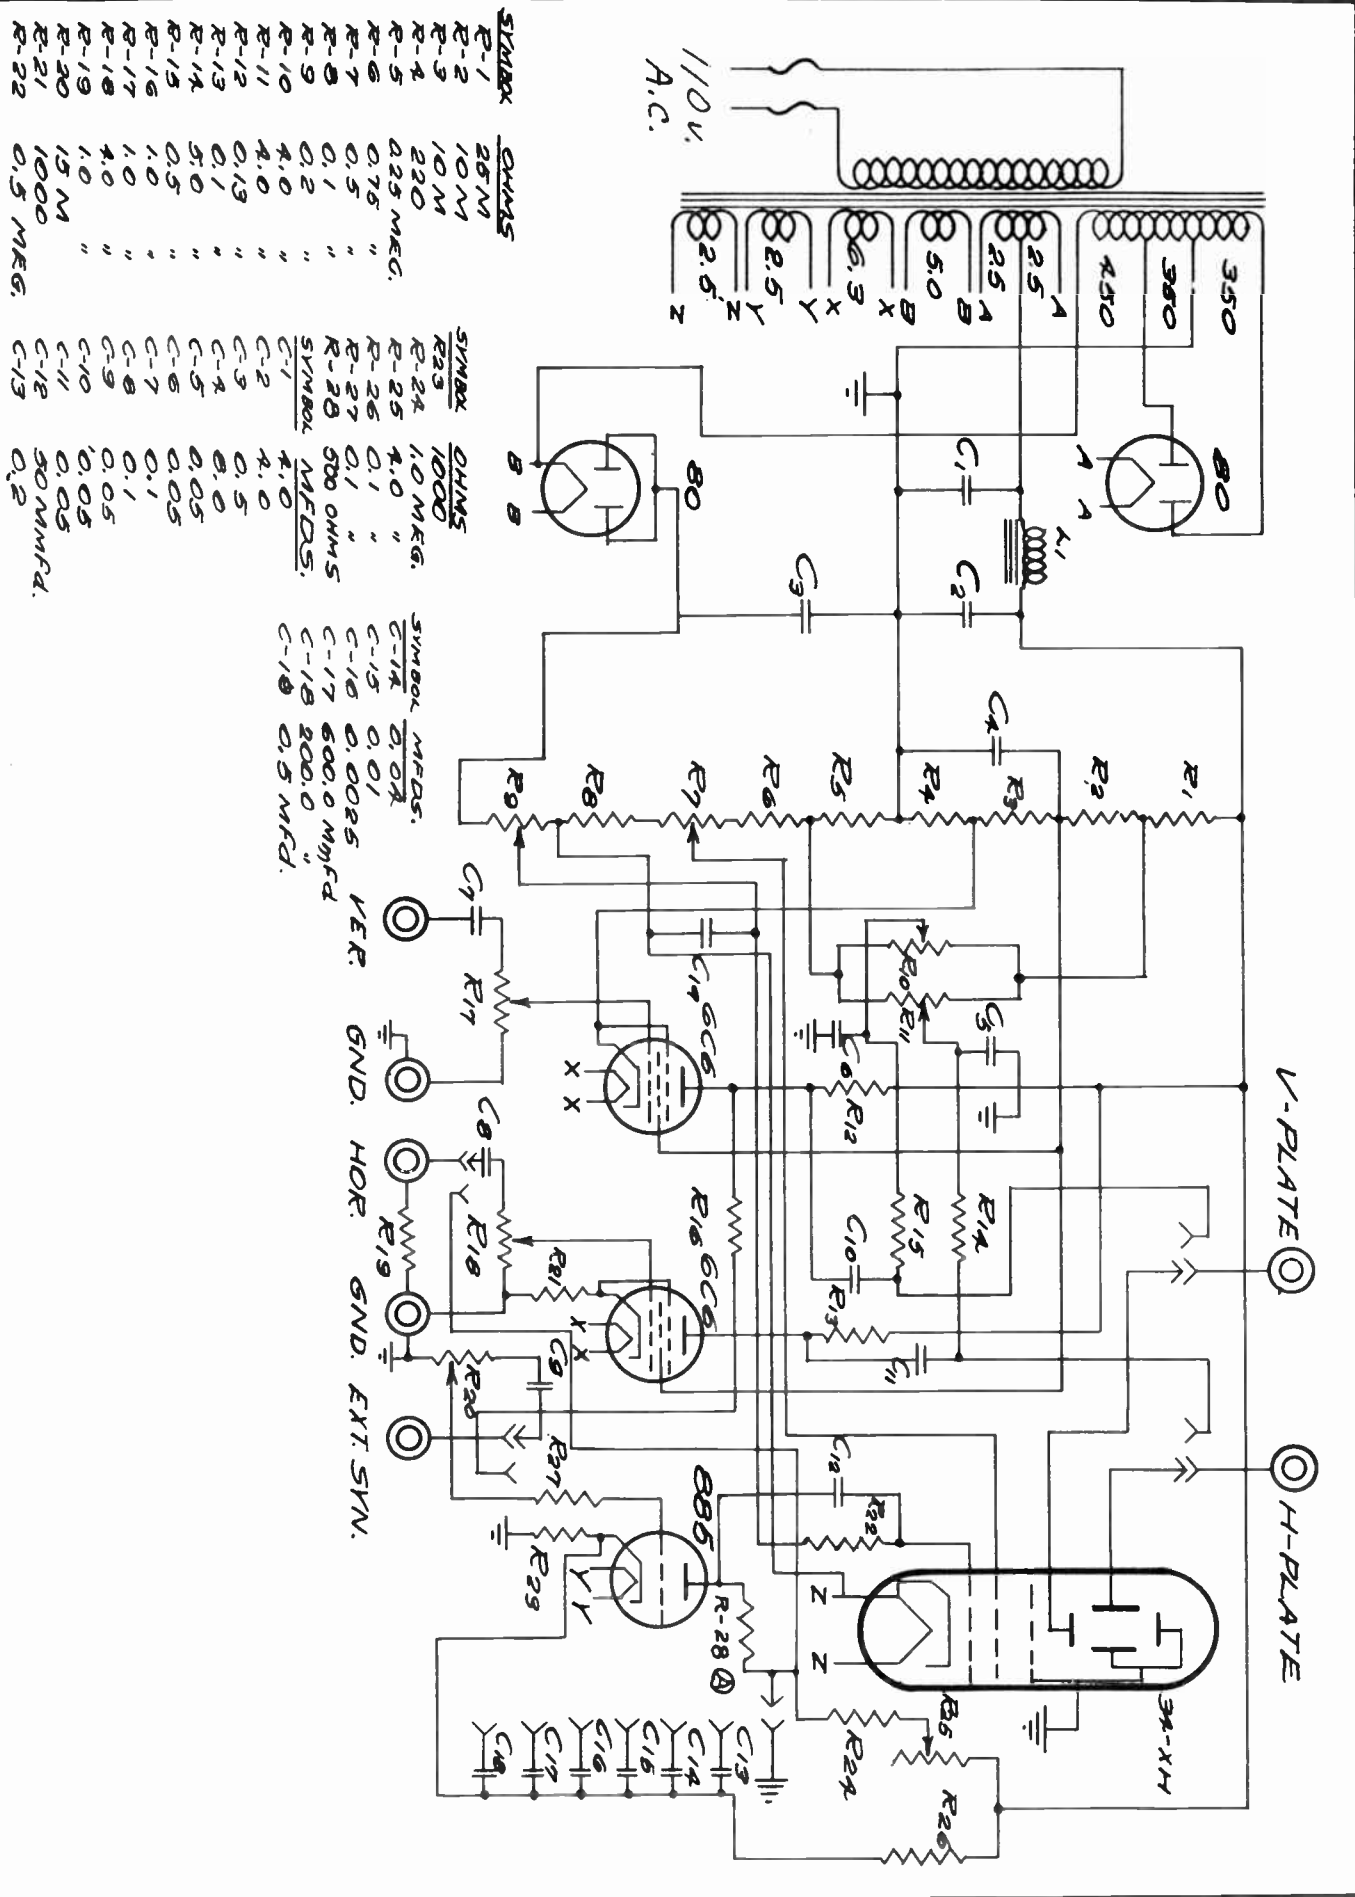 V-PLATE
H-PLATE
350
350
450
A
2.5
2.5
A
B
5.0
B
X
6.3
X
Y
2.5
Y
Z
2.5
Z
110 v.
A.C.
80
A A
L1
C1
C2
80
B B
C3
C4
R1
R2
R3
R4
R5
R6
R7
R8
R9
R10
R11
C5
C6
R12
C19
6C6
X X
C7
R17
R14
R15
C10
R13
C11
R16
6C6
X X
C8
R18
R21
R19
C9
R20
R27
C12
R22
885
Y Y
R23
R-28 A
34-XH
Z Z
R25
R24
R26
C13
C14
C15
C16
C17
C18
VER.
GND.
HOR.
GND.
EXT. SYN.
SYMBOL OHMS
R-1 25M
R-2 10M
R-3 10M
R-4 220
R-5 0.25 MEG.
R-6 0.75 "
R-7 0.5 "
R-8 0.1 "
R-9 0.2 "
R-10 4.0 "
R-11 4.0 "
R-12 0.13 "
R-13 0.1 "
R-14 5.0 "
R-15 0.5 "
R-16 1.0 "
R-17 1.0 "
R-18 4.0 "
R-19 1.0 "
R-20 15 M
R-21 1000
R-22 0.5 MEG.
SYMBOL OHMS
R23 1000
R-24 1.0 MEG.
R-25 4.0 "
R-26 0.1 "
R-27 0.1 "
R-28 500 OHMS
SYMBOL MFDS.
C-1 4.0
C-2 4.0
C-3 0.5
C-4 8.0
C-5 0.05
C-6 0.05
C-7 0.1
C-8 0.1
C-9 0.05
C-10 0.05
C-11 0.05
C-12 50 MMFd.
C-13 0.2
SYMBOL MFDS.
C-14 0.04
C-15 0.01
C-16 0.0025
C-17 600.0 MmFd
C-18 200.0 "
C-18 0.5 Mfd.